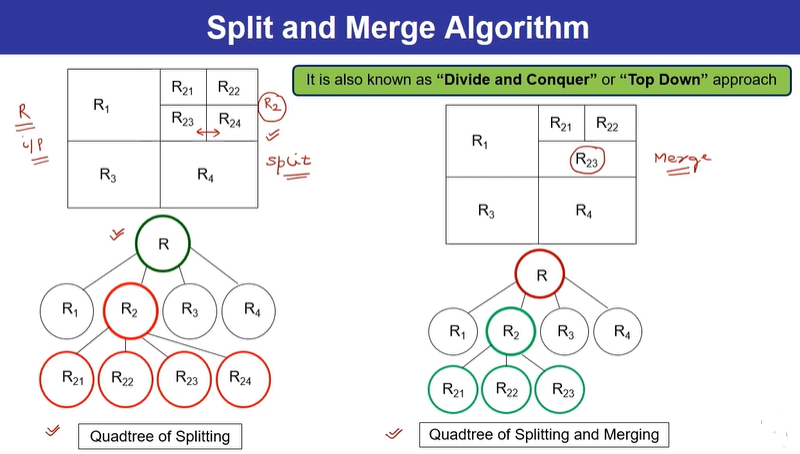 Split and Merge Algorithm
It is also known as “Divide and Conquer” or “Top Down” approach
R
i/p
R1
R21 R22
R23 R24
R2
R3 R4
split
R
R1 R2 R3 R4
R21 R22 R23 R24
Quadtree of Splitting
R1
R21 R22
R23
R3 R4
Merge
R
R1 R2 R3 R4
R21 R22 R23
Quadtree of Splitting and Merging